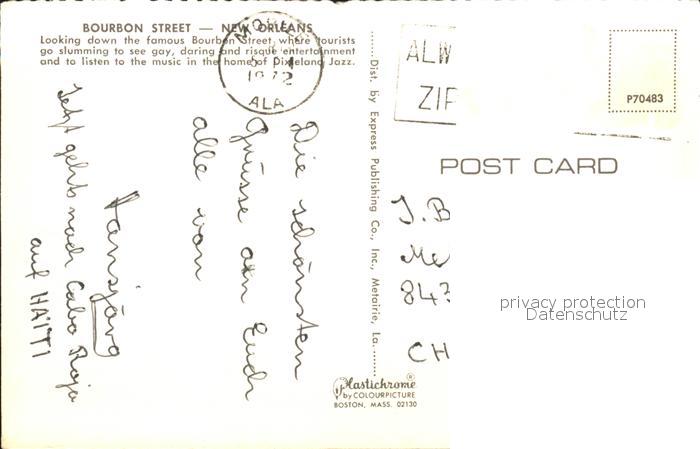 BOURBON STREET — NEW ORLEANS
Looking down the famous Bourbon Street, where tourists
go slumming to see gay, daring and risque entertainment
and to listen to the music in the home of Dixieland Jazz.
1972
ALA
Die schönsten
Grüsse an Euch
alle von
Hansjörg
Jetzt gehts nach Cabo Rojo
auf HAITI
Dist. by Express Publishing Co., Inc., Metairie, La.
Plastichrome®
by COLOURPICTURE
BOSTON, MASS. 02130
ALW
ZIP
P70483
POST CARD
J.B
Me
843
CH
privacy protection
Datenschutz